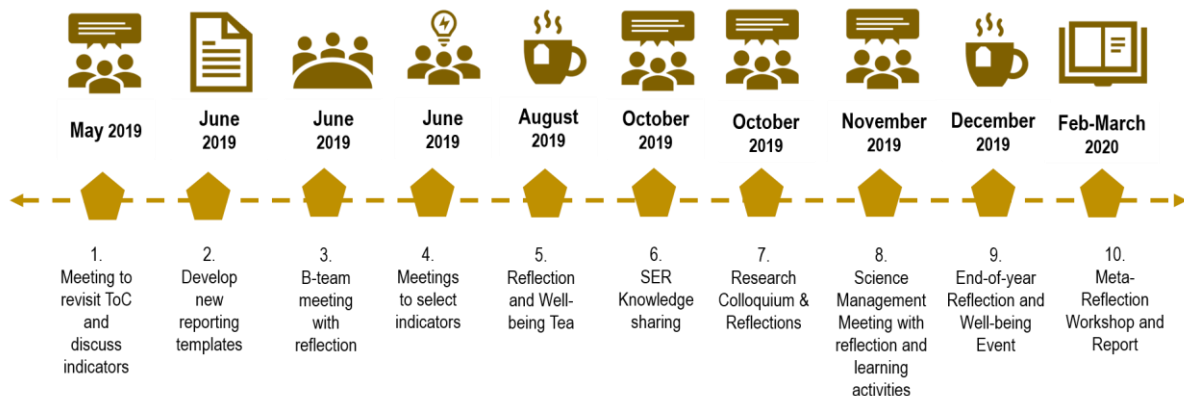 May 2019
June
2019
June
2019
June
2019
August
2019
October
2019
October
2019
November
2019
December
2019
Feb-March
2020
1.
Meeting to
revisit ToC
and
discuss
indicators
2.
Develop
new
reporting
templates
3.
B-team
meeting
with
reflection
4.
Meetings
to select
indicators
5.
Reflection
and Well-
being Tea
6.
SER
Knowledge
sharing
7.
Research
Colloquium &
Reflections
8.
Science
Management
Meeting with
reflection and
learning
activities
9.
End-of-year
Reflection and
Well-being
Event
10.
Meta-
Reflection
Workshop and
Report